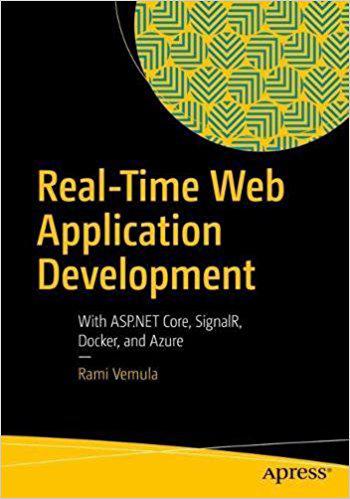 Real-Time Web
Application
Development
With ASP.NET Core, SignalR,
Docker, and Azure
—
Rami Vemula
Apress®